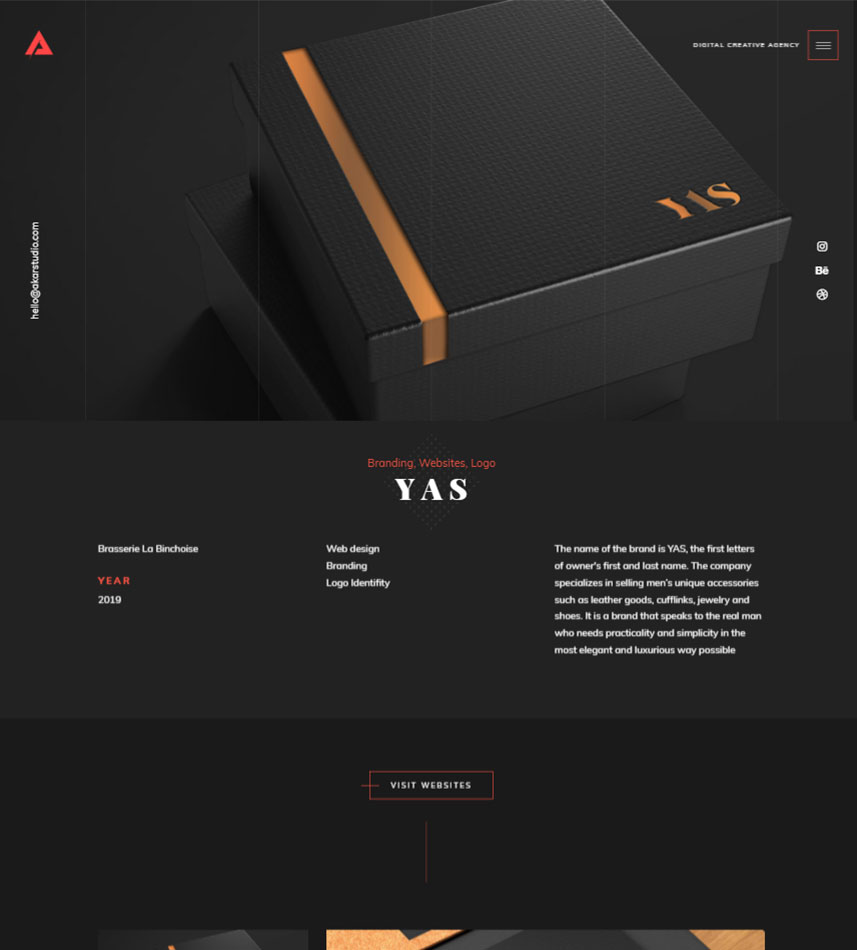 DIGITAL CREATIVE AGENCY
YAS
hello@akarstudio.com
Bē
Branding, Websites, Logo
YAS
Brasserie La Binchoise
YEAR
2019
Web design
Branding
Logo Identifity
The name of the brand is YAS, the first letters
of owner's first and last name. The company
specializes in selling men's unique accessories
such as leather goods, cufflinks, jewelry and
shoes. It is a brand that speaks to the real man
who needs practicality and simplicity in the
most elegant and luxurious way possible
VISIT WEBSITES